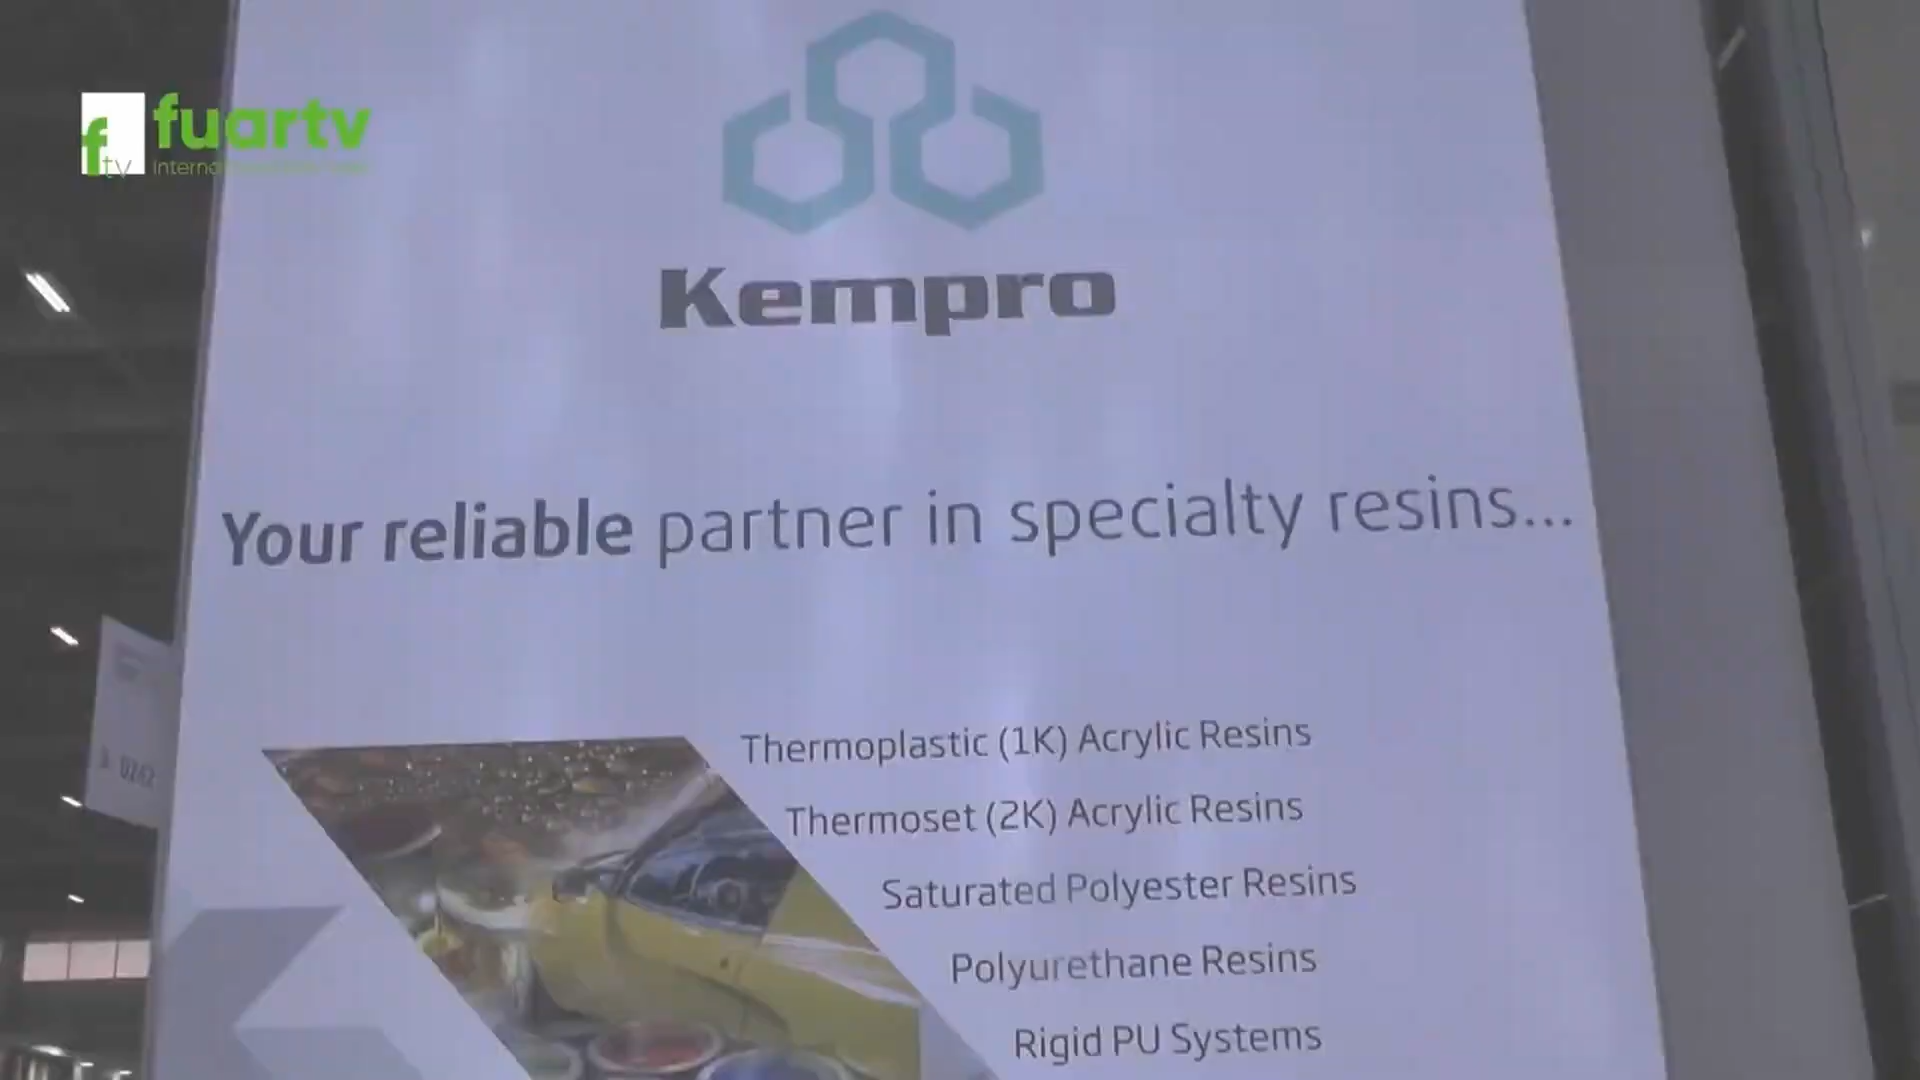 fuartv
f
tv
Kempro
Your reliable partner in specialty resins...
Thermoplastic (1K) Acrylic Resins
Thermoset (2K) Acrylic Resins
Saturated Polyester Resins
Polyurethane Resins
Rigid PU Systems